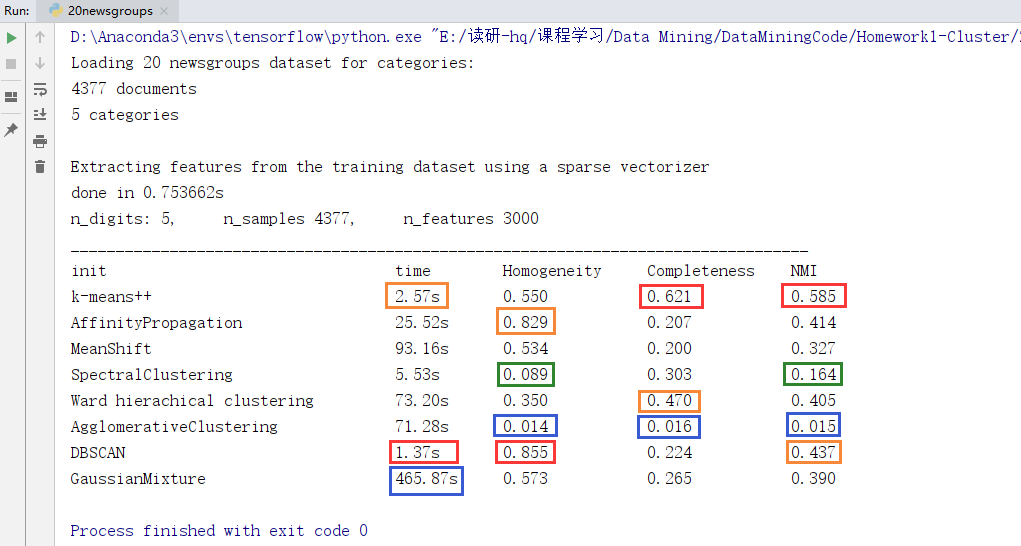 Run: 20newsgroups ×
D:\Anaconda3\envs\tensorflow\python.exe "E:/读研-hq/课程学习/Data Mining/DataMiningCode/Homework1-Cluster/
Loading 20 newsgroups dataset for categories:
4377 documents
5 categories
Extracting features from the training dataset using a sparse vectorizer
done in 0.753662s
n_digits: 5, n_samples 4377, n_features 3000
__________________________________________________________________________________
init time Homogeneity Completeness NMI
k-means++ 2.57s 0.550 0.621 0.585
AffinityPropagation 25.52s 0.829 0.207 0.414
MeanShift 93.16s 0.534 0.200 0.327
SpectralClustering 5.53s 0.089 0.303 0.164
Ward hierachical clustering 73.20s 0.350 0.470 0.405
AgglomerativeClustering 71.28s 0.014 0.016 0.015
DBSCAN 1.37s 0.855 0.224 0.437
GaussianMixture 465.87s 0.573 0.265 0.390
Process finished with exit code 0